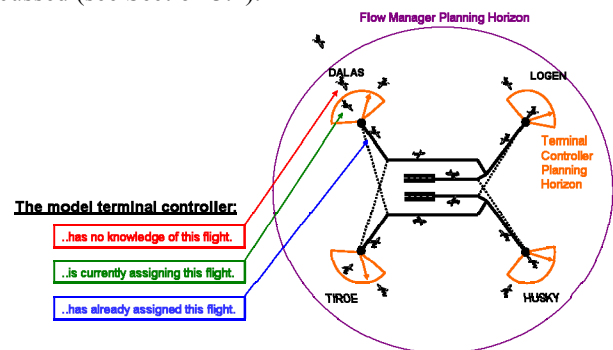 Flow Manager Planning Horizon
DALAS
LOGEN
Terminal
Controller
Planning
Horizon
The model terminal controller:
..has no knowledge of this flight.
..is currently assigning this flight.
..has already assigned this flight.
TIROE
HUSKY